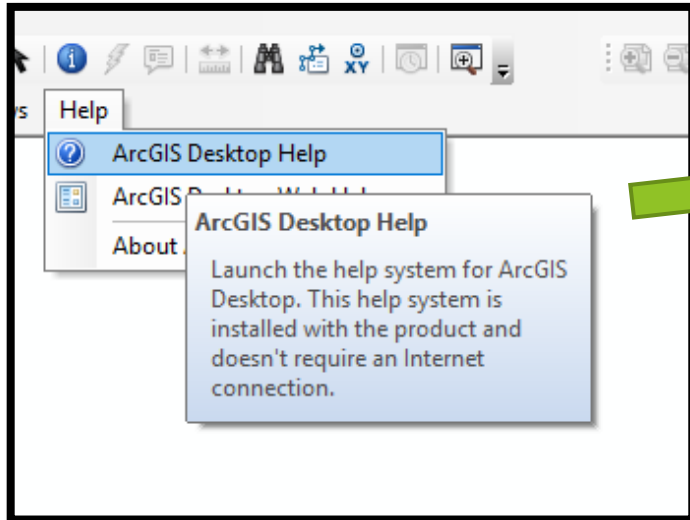 XY
Help
ArcGIS Desktop Help
ArcGIS
About
ArcGIS Desktop Help
Launch the help system for ArcGIS
Desktop. This help system is
installed with the product and
doesn't require an Internet
connection.